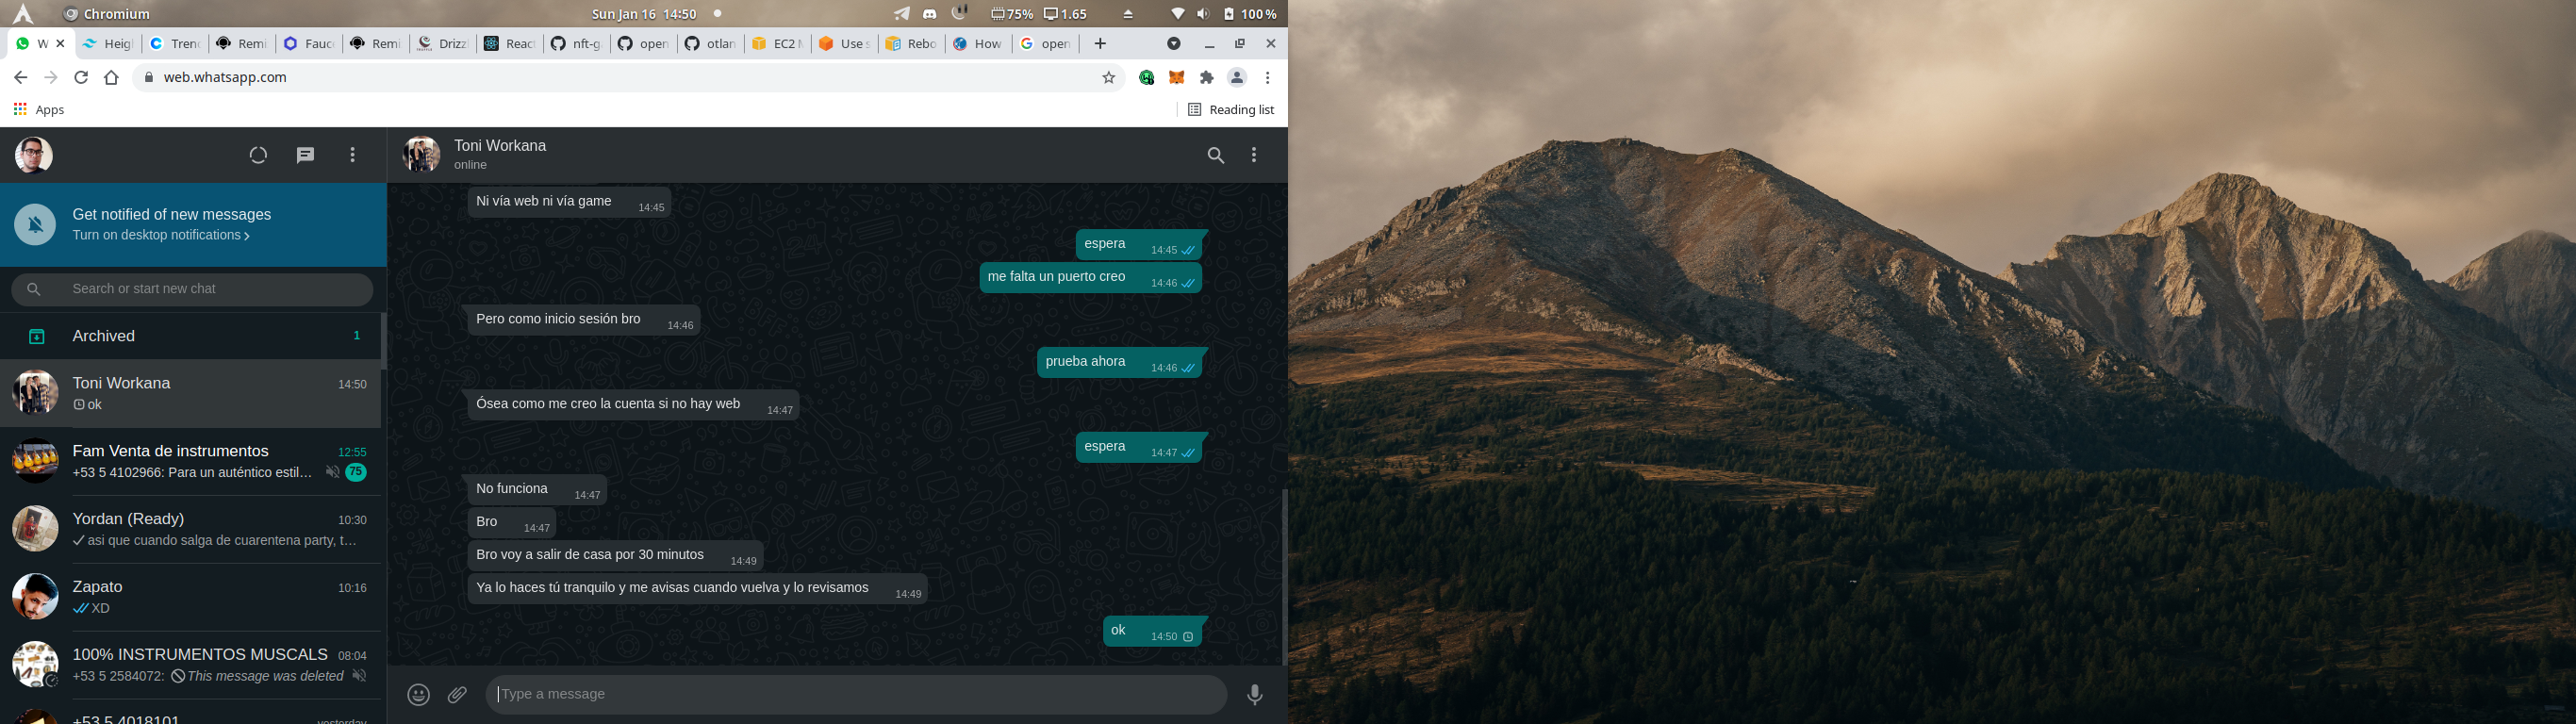 Chromium
Sun Jan 16 14:50
75%
1.65
100%
W
Heig
Tren
Remi
Fauc
Remi
Drizz
Reac
nft-g
open
otlan
EC2 M
Use s
Rebo
How
open
web.whatsapp.com
Apps
Reading list
Get notified of new messages
Turn on desktop notifications
Search or start new chat
Archived 1
Toni Workana 14:50
ok
Fam Venta de instrumentos 12:55
+53 5 4102966: Para un auténtico estil… 75
Yordan (Ready) 10:30
asi que cuando salga de cuarentena party, t…
Zapato 10:16
XD
100% INSTRUMENTOS MUSCALS 08:04
+53 5 2584072: This message was deleted
+53 5 4018101 yesterday
Toni Workana
online
Ni vía web ni vía game 14:45
espera 14:45
me falta un puerto creo 14:46
Pero como inicio sesión bro 14:46
prueba ahora 14:46
Ósea como me creo la cuenta si no hay web 14:47
espera 14:47
No funciona 14:47
Bro 14:47
Bro voy a salir de casa por 30 minutos 14:49
Ya lo haces tú tranquilo y me avisas cuando vuelva y lo revisamos 14:49
ok 14:50
Type a message